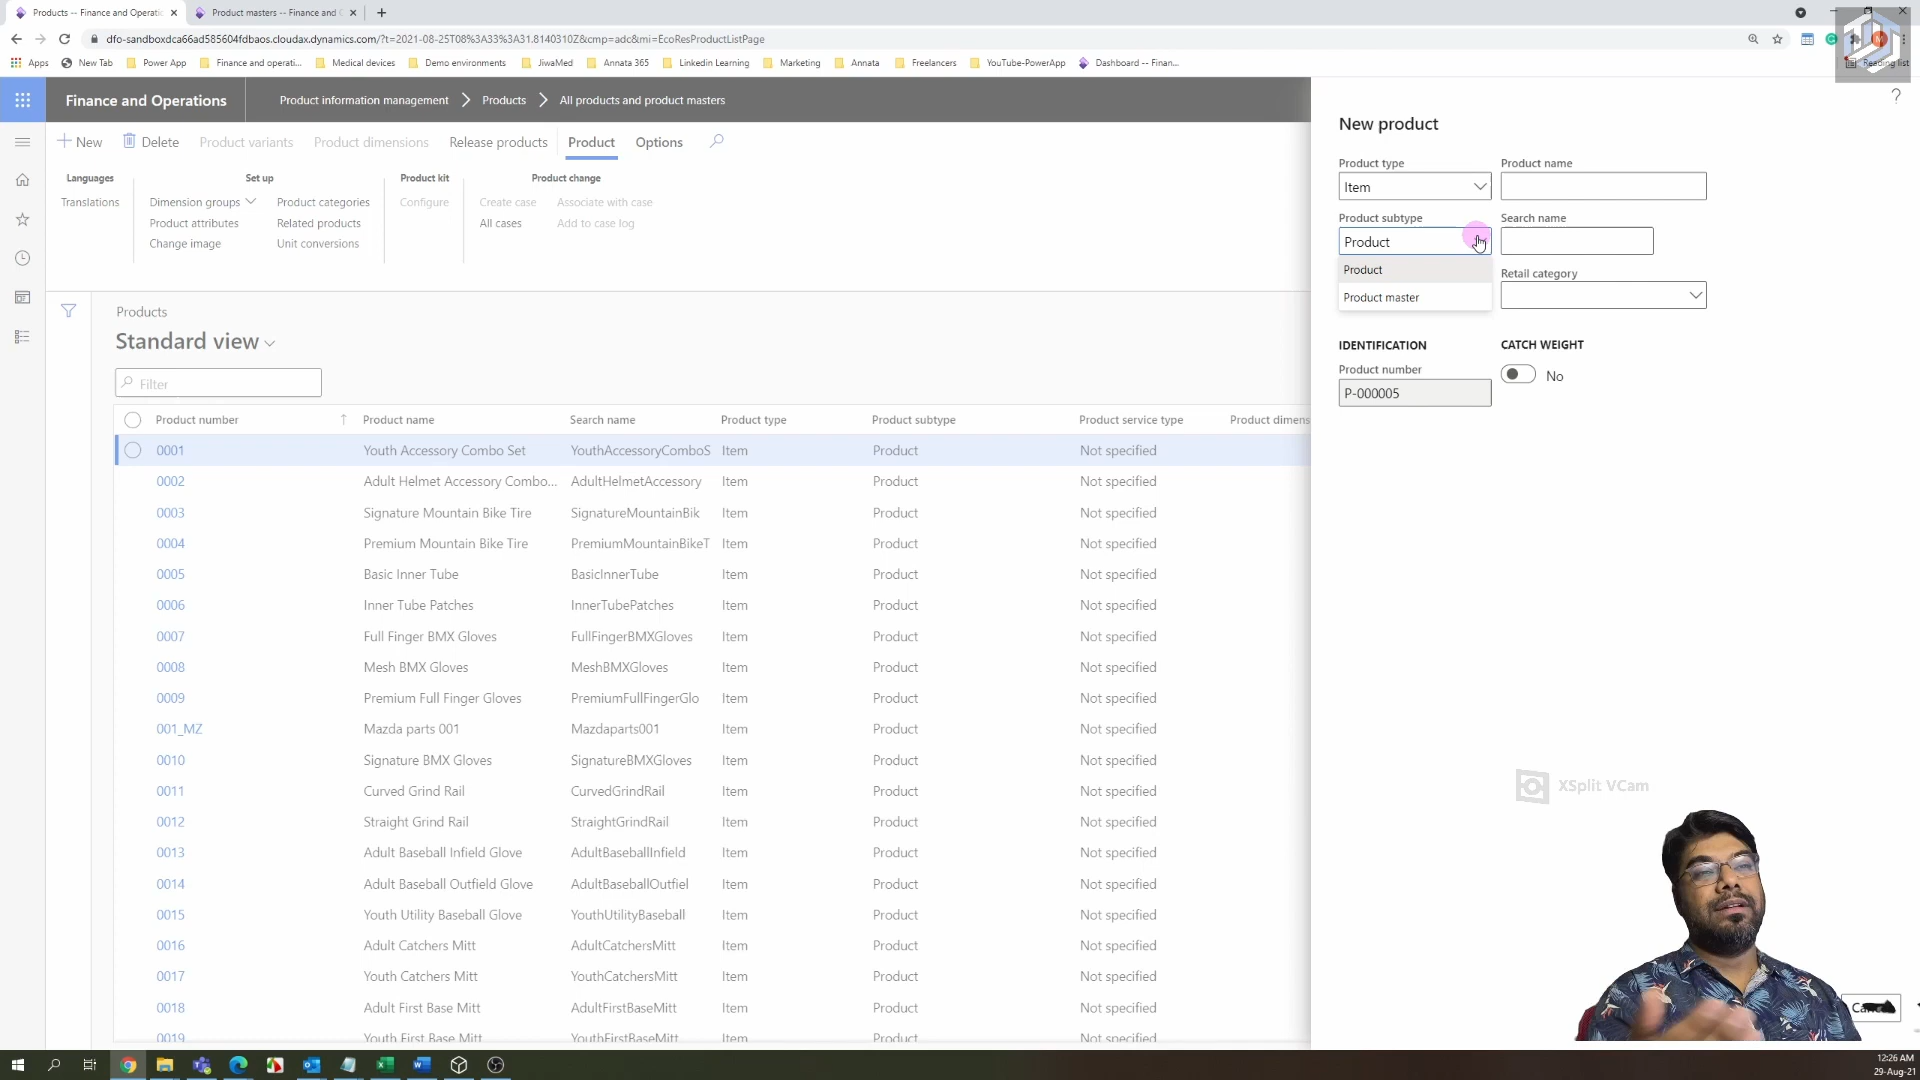 Products -- Finance and Operatio
Product masters -- Finance and O
dfo-sandboxdca66ad585604fdbaos.cloudax.dynamics.com/?t=2021-08-25T08%3A33%3A31.8140310Z&cmp=adc&mi=EcoResProductListPage
Apps New Tab Power App Finance and operati... Medical devices Demo environments JiwaMed Annata 365 Linkedin Learning Marketing Annata Freelancers YouTube-PowerApp Dashboard -- Finan... Reading list
Finance and Operations Product information management Products All products and product masters
?
New Delete Product variants Product dimensions Release products Product Options
Languages Set up Product kit Product change
Translations Dimension groups Product categories Configure Create case Associate with case
Product attributes Related products All cases Add to case log
Change image Unit conversions
Products
Standard view
Filter
Product number Product name Search name Product type Product subtype Product service type Product dimens
0001 Youth Accessory Combo Set YouthAccessoryComboS Item Product Not specified
0002 Adult Helmet Accessory Combo... AdultHelmetAccessory Item Product Not specified
0003 Signature Mountain Bike Tire SignatureMountainBik Item Product Not specified
0004 Premium Mountain Bike Tire PremiumMountainBikeT Item Product Not specified
0005 Basic Inner Tube BasicInnerTube Item Product Not specified
0006 Inner Tube Patches InnerTubePatches Item Product Not specified
0007 Full Finger BMX Gloves FullFingerBMXGloves Item Product Not specified
0008 Mesh BMX Gloves MeshBMXGloves Item Product Not specified
0009 Premium Full Finger Gloves PremiumFullFingerGlo Item Product Not specified
001_MZ Mazda parts 001 Mazdaparts001 Item Product Not specified
0010 Signature BMX Gloves SignatureBMXGloves Item Product Not specified
0011 Curved Grind Rail CurvedGrindRail Item Product Not specified
0012 Straight Grind Rail StraightGrindRail Item Product Not specified
0013 Adult Baseball Infield Glove AdultBaseballInfield Item Product Not specified
0014 Adult Baseball Outfield Glove AdultBaseballOutfiel Item Product Not specified
0015 Youth Utility Baseball Glove YouthUtilityBaseball Item Product Not specified
0016 Adult Catchers Mitt AdultCatchersMitt Item Product Not specified
0017 Youth Catchers Mitt YouthCatchersMitt Item Product Not specified
0018 Adult First Base Mitt AdultFirstBaseMitt Item Product Not specified
0019 Youth First Base Mitt YouthFirstBaseMitt Item Product Not specified
New product
Product type Product name
Item
Product subtype Search name
Product
Product Retail category
Product master
IDENTIFICATION CATCH WEIGHT
Product number No
P-000005
XSplit VCam
12:26 AM
29-Aug-21